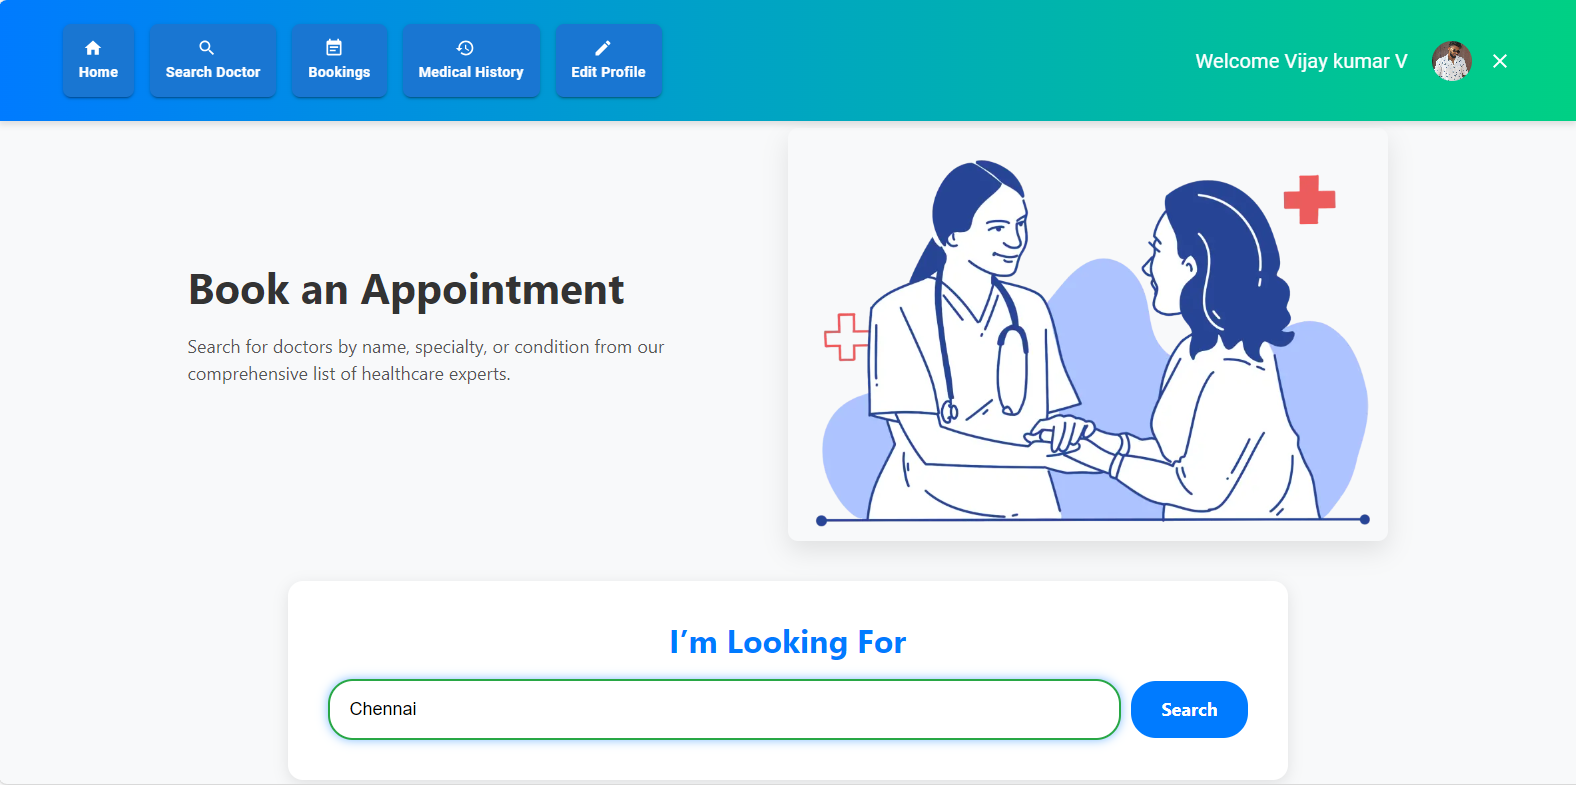 Home
Search Doctor
Bookings
Medical History
Edit Profile
Welcome Vijay kumar V
Book an Appointment
Search for doctors by name, specialty, or condition from our
comprehensive list of healthcare experts.
I’m Looking For
Chennai
Search